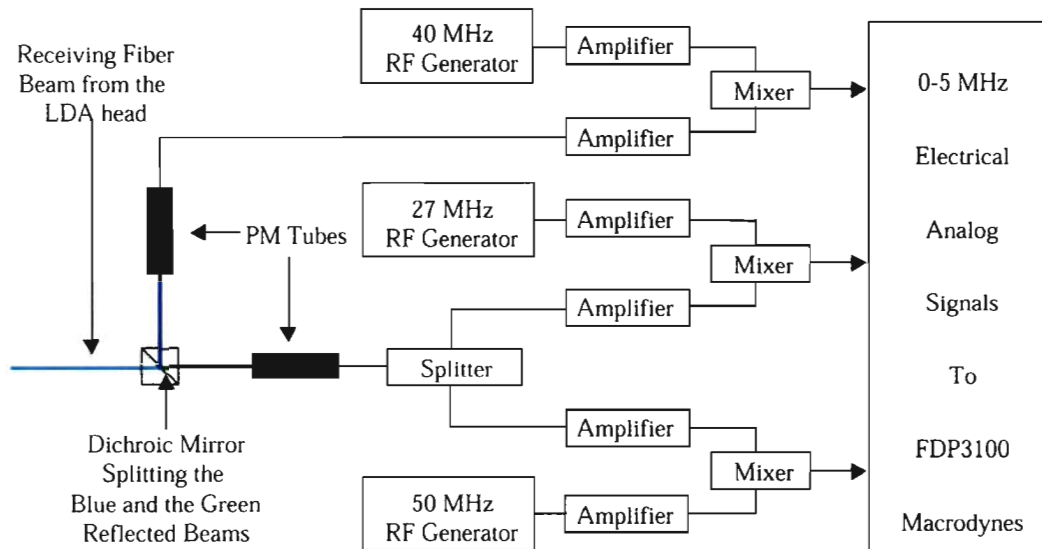 Receiving Fiber
Beam from the
LDA head
40 MHz
RF Generator
Amplifier
Mixer
Amplifier
PM Tubes
27 MHz
RF Generator
Amplifier
Mixer
Amplifier
Splitter
Dichroic Mirror
Splitting the
Blue and the Green
Reflected Beams
Amplifier
Mixer
50 MHz
RF Generator
Amplifier
0-5 MHz
Electrical
Analog
Signals
To
FDP3100
Macrodynes